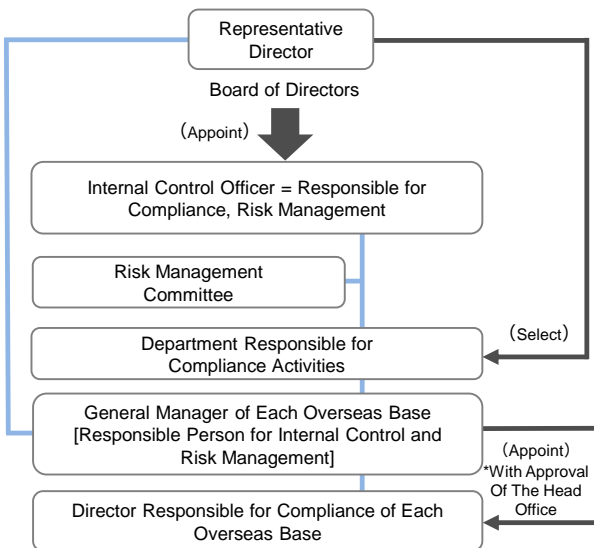 Representative
Director
Board of Directors
(Appoint)
Internal Control Officer = Responsible for
Compliance, Risk Management
Risk Management
Committee
(Select)
Department Responsible for
Compliance Activities
General Manager of Each Overseas Base
[Responsible Person for Internal Control and
Risk Management]
(Appoint)
*With Approval
Of The Head
Office
Director Responsible for Compliance of Each
Overseas Base